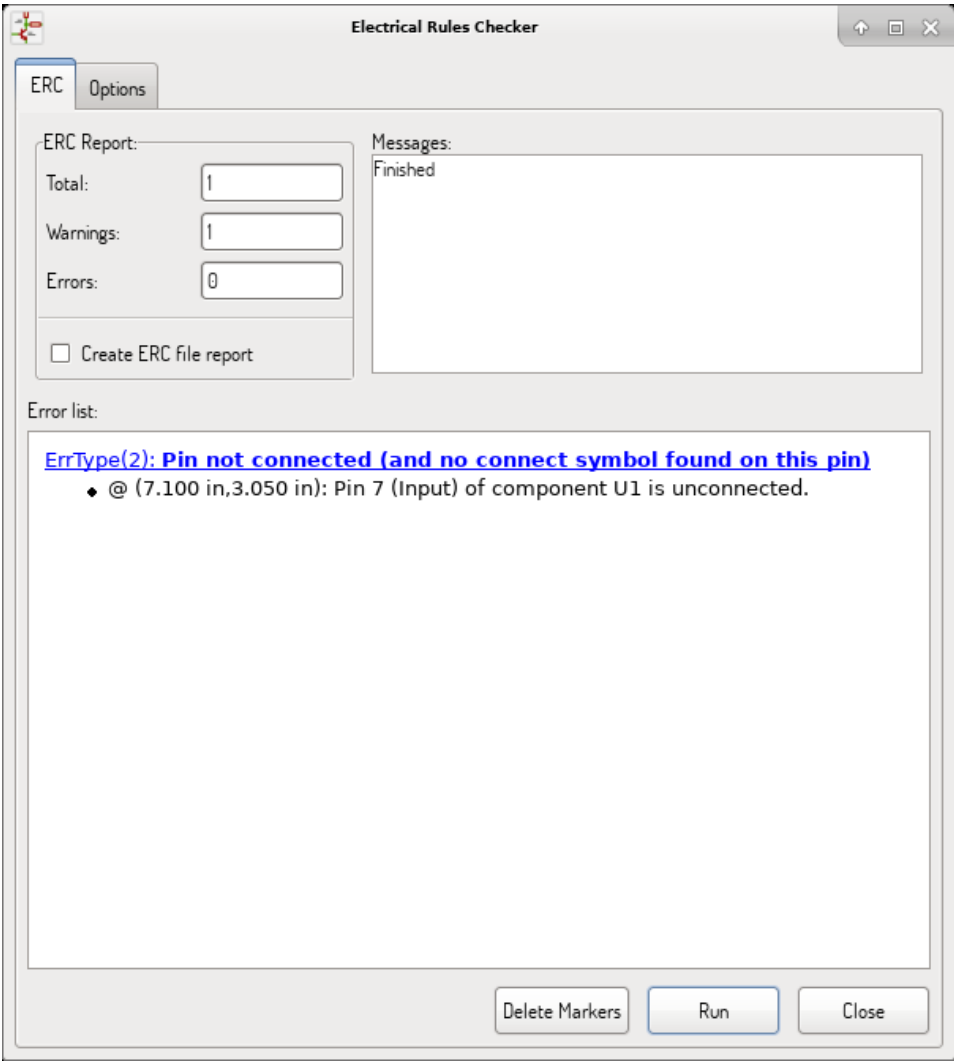 Electrical Rules Checker
ERC
Options
ERC Report:
Total:
1
Warnings:
1
Errors:
0
Create ERC file report
Messages:
Finished
Error list:
ErrType(2): Pin not connected (and no connect symbol found on this pin)
@ (7.100 in,3.050 in): Pin 7 (Input) of component U1 is unconnected.
Delete Markers
Run
Close